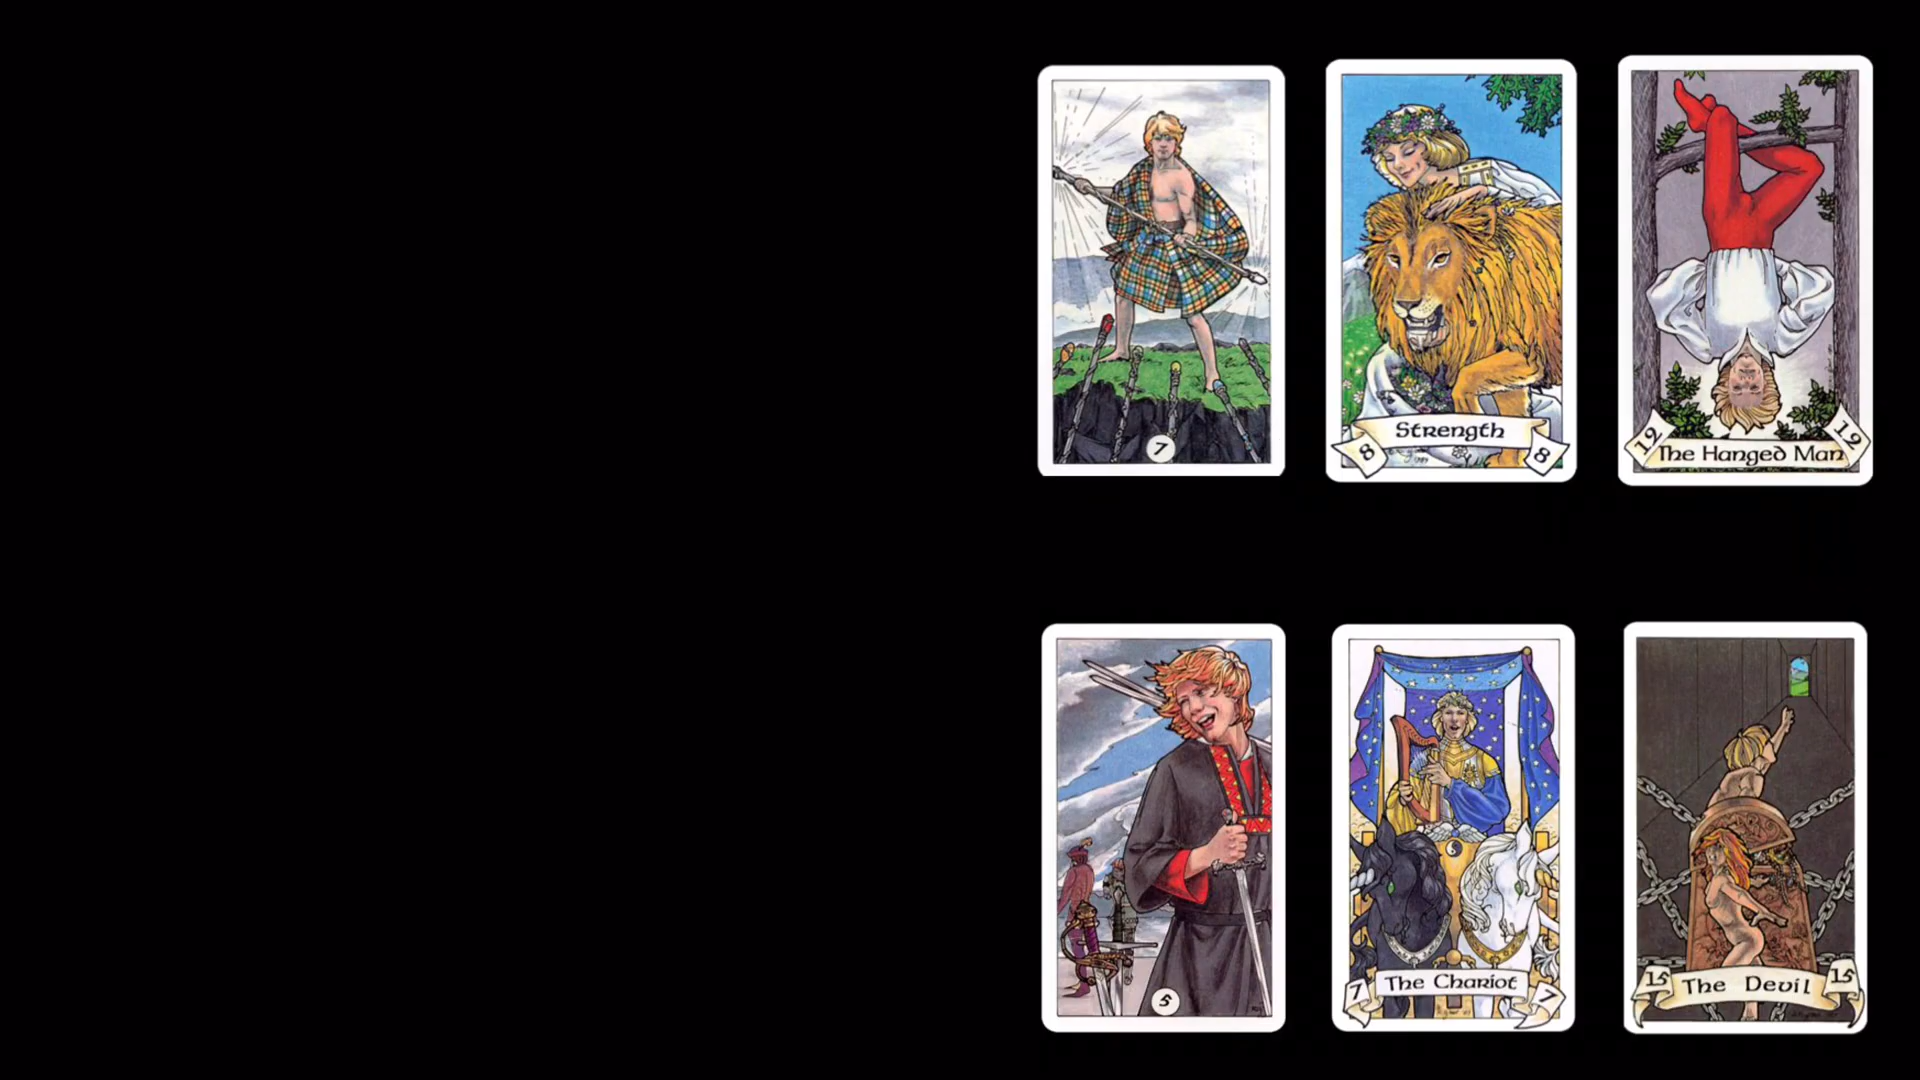 7
Strength
8 8
12 12
The Hanged Man
5
The Chariot
7 7
15 The Devil 15